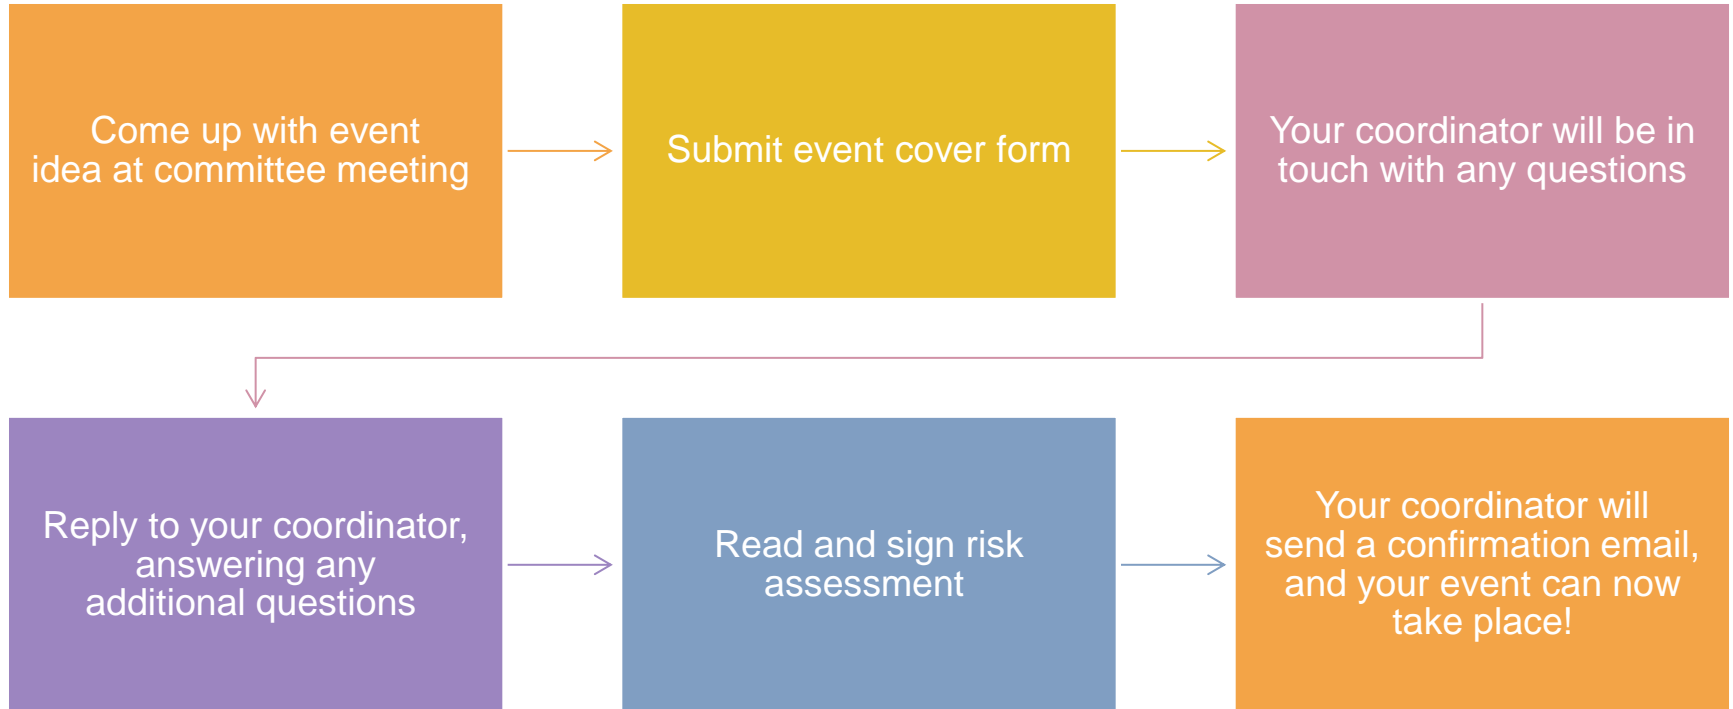 Come up with event
idea at committee meeting
Submit event cover form
Your coordinator will be in
touch with any questions
Reply to your coordinator,
answering any
additional questions
Read and sign risk
assessment
Your coordinator will
send a confirmation email,
and your event can now
take place!